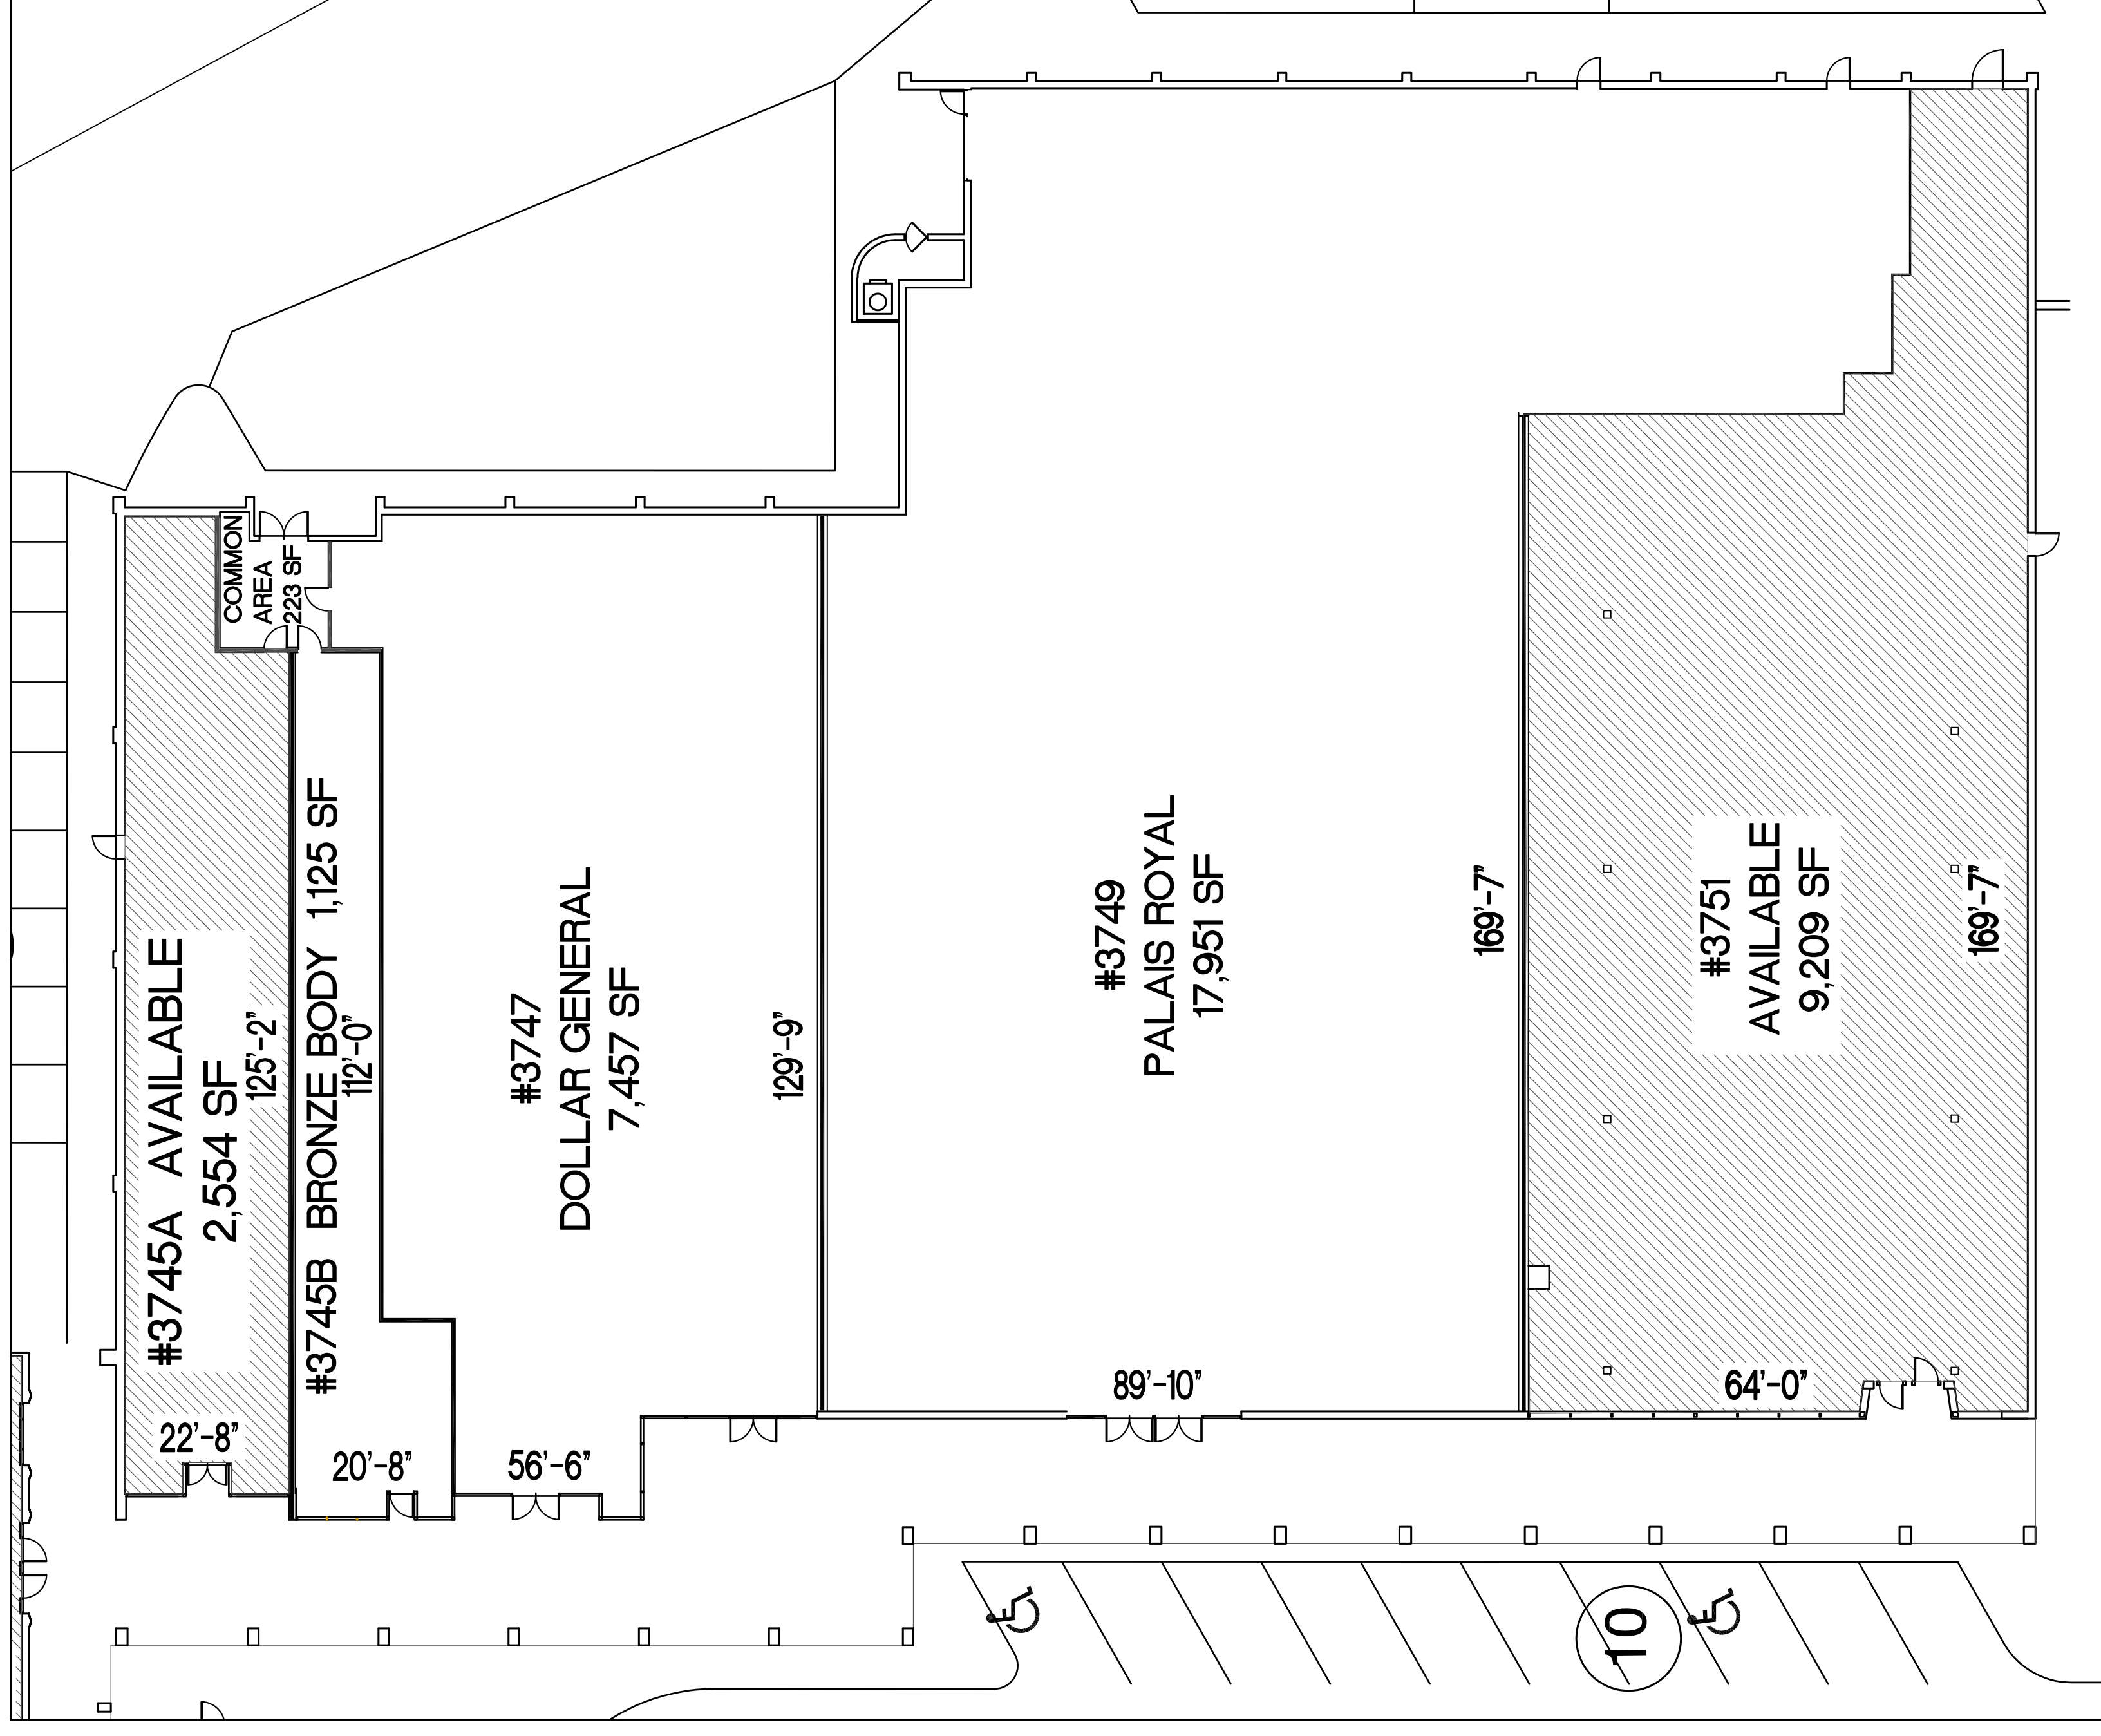 #3745A AVAILABLE
2,554 SF
125'-2"
22'-8"
COMMON
AREA
223 SF
#3745B BRONZE BODY 1,125 SF
112'-0"
20'-8"
#3747
DOLLAR GENERAL
7,457 SF
129'-9"
56'-6"
#3749
PALAIS ROYAL
17,951 SF
169'-7"
89'-10"
#3751
AVAILABLE
9,209 SF
169'-7"
64'-0"
10